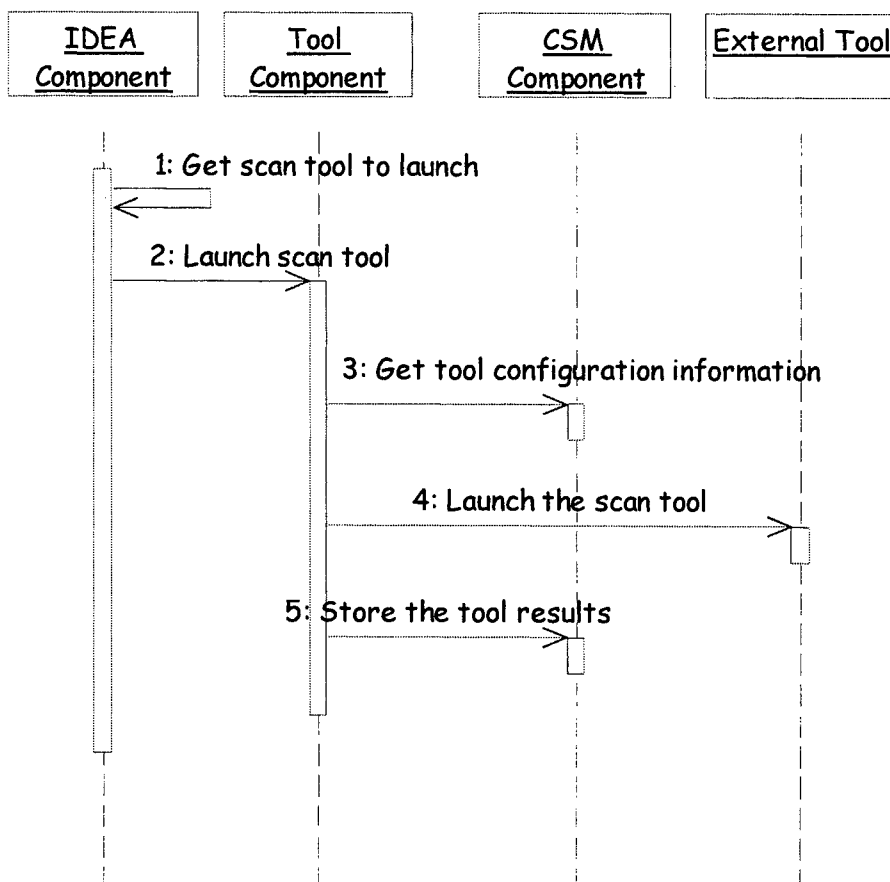 IDEA
Component
Tool
Component
CSM
Component
External Tool
1: Get scan tool to launch
2: Launch scan tool
3: Get tool configuration information
4: Launch the scan tool
5: Store the tool results